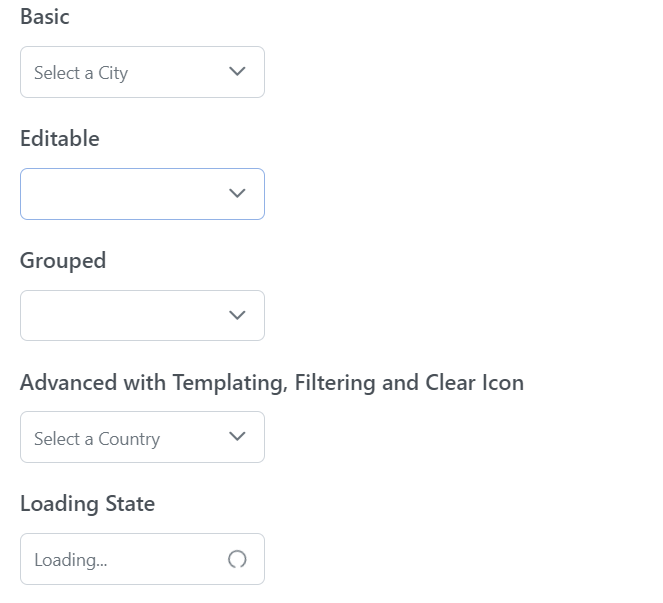 Basic
Select a City
Editable
Grouped
Advanced with Templating, Filtering and Clear Icon
Select a Country
Loading State
Loading...